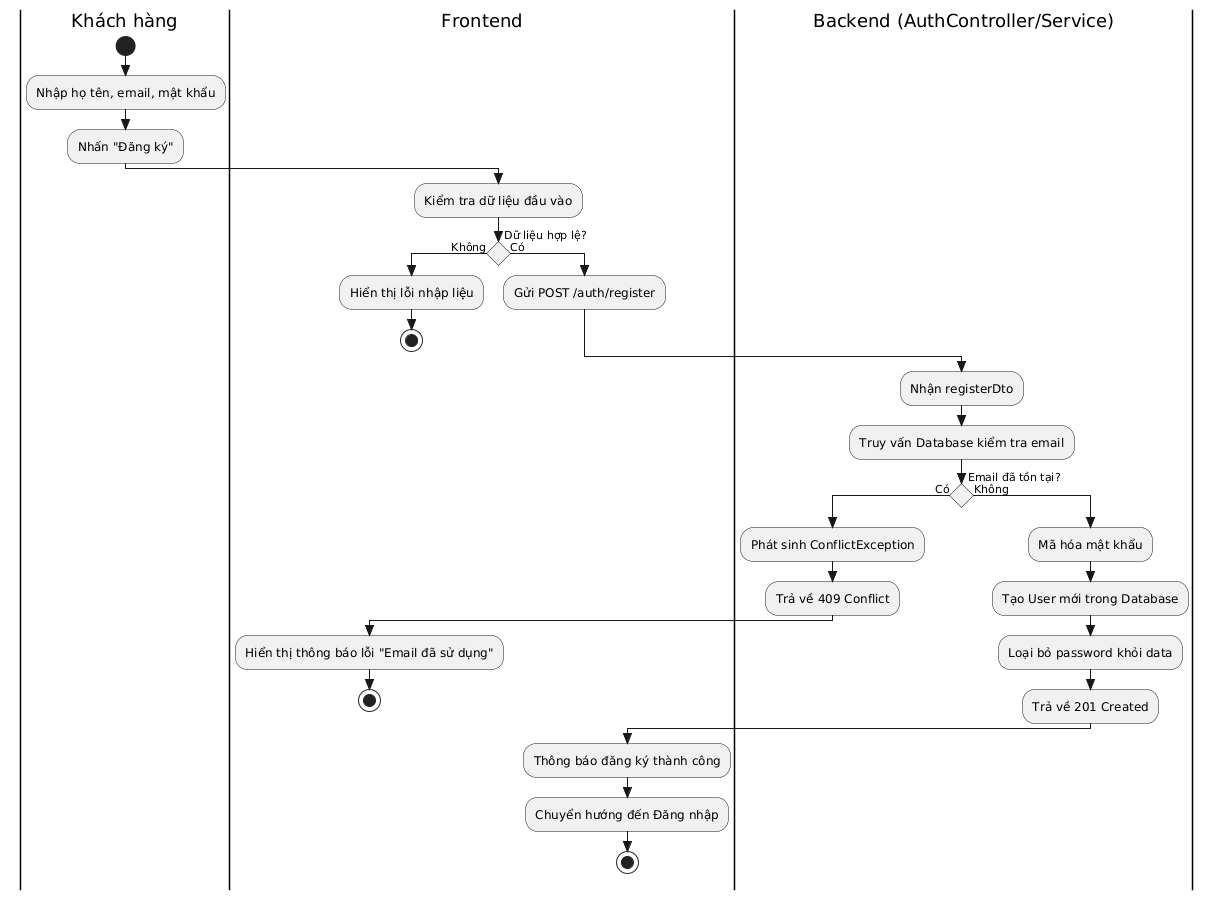 Khách hàng
Frontend
Backend (AuthController/Service)
Nhập họ tên, email, mật khẩu
Nhấn "Đăng ký"
Kiểm tra dữ liệu đầu vào
Dữ liệu hợp lệ?
Không
Có
Hiển thị lỗi nhập liệu
Gửi POST /auth/register
Nhận registerDto
Truy vấn Database kiểm tra email
Email đã tồn tại?
Có
Không
Phát sinh ConflictException
Mã hóa mật khẩu
Trả về 409 Conflict
Tạo User mới trong Database
Hiển thị thông báo lỗi "Email đã sử dụng"
Loại bỏ password khỏi data
Trả về 201 Created
Thông báo đăng ký thành công
Chuyển hướng đến Đăng nhập